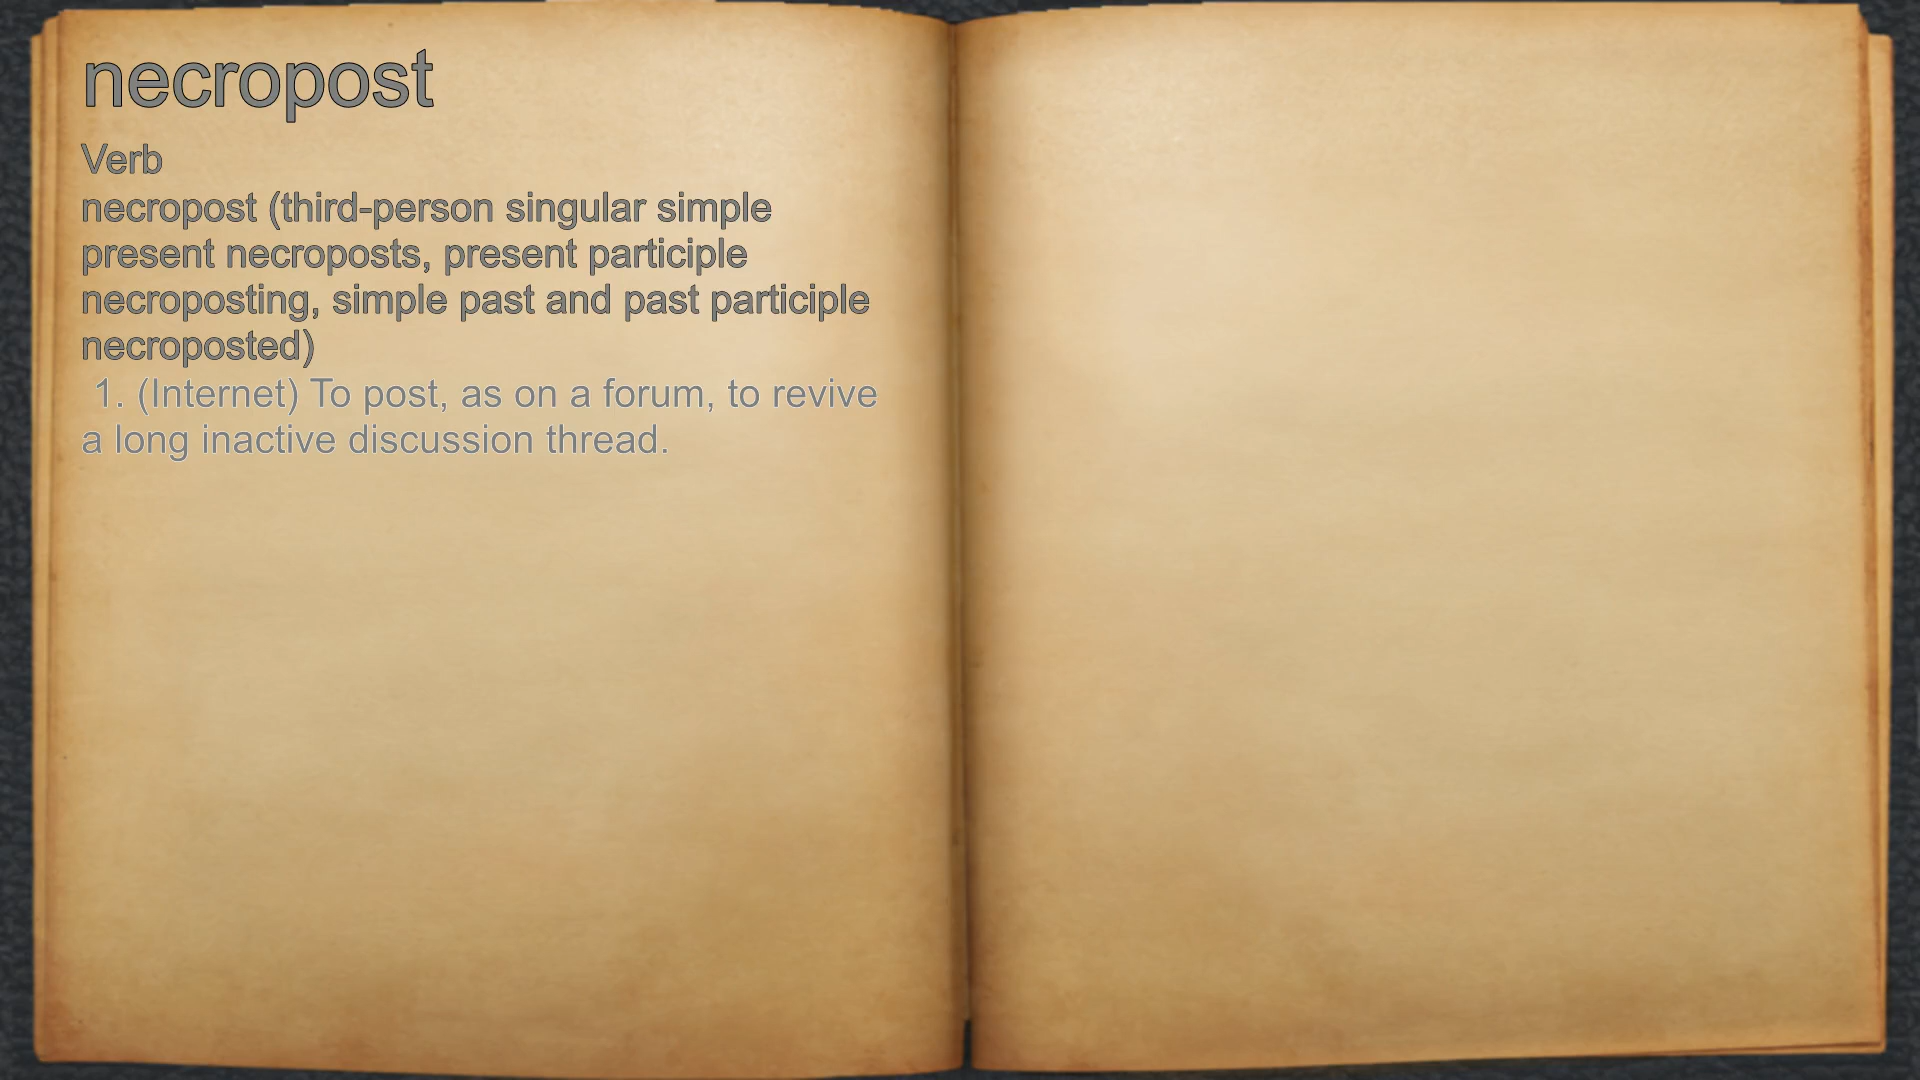 necropost
Verb
necropost (third-person singular simple
present necroposts, present participle
necroposting, simple past and past participle
necroposted)
1. (Internet) To post, as on a forum, to revive
a long inactive discussion thread.